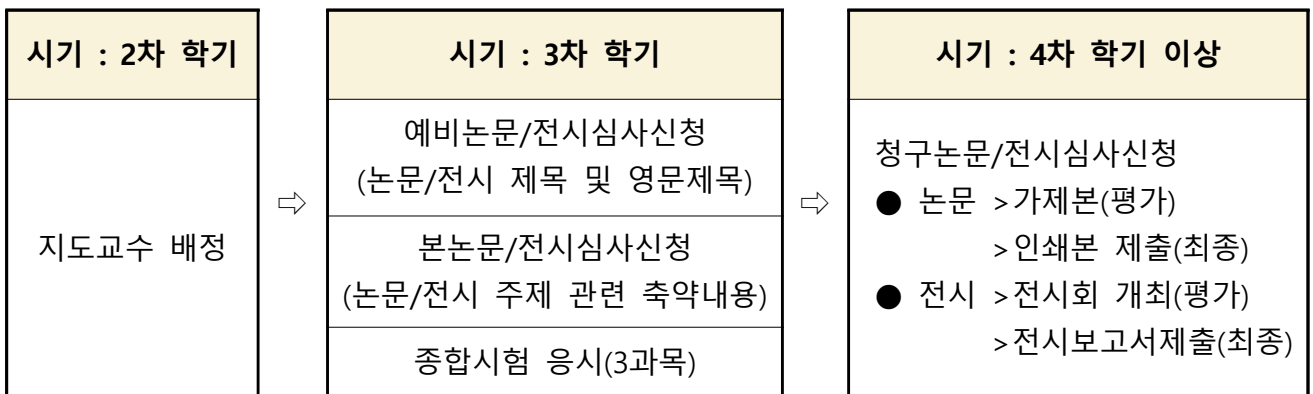 시기 : 2차 학기
지도교수 배정
⇨
시기 : 3차 학기
예비논문/전시심사신청
(논문/전시 제목 및 영문제목)
본논문/전시심사신청
(논문/전시 주제 관련 축약내용)
종합시험 응시(3과목)
⇨
시기 : 4차 학기 이상
청구논문/전시심사신청
● 논문 >가제본(평가)
>인쇄본 제출(최종)
● 전시 >전시회 개최(평가)
>전시보고서제출(최종)